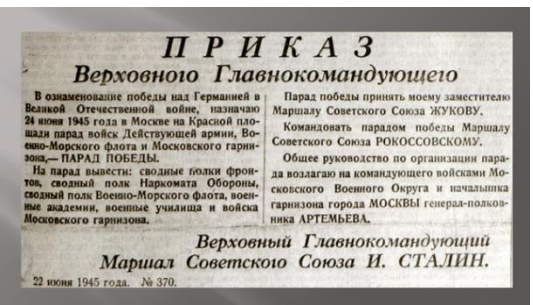 ПРИКАЗ
Верховного Главнокомандующего
В ознаменование победы над Германией в
Великой Отечественной войне, назначаю
24 июня 1945 года в Москве на Красной пло-
щади парад войск Действующей армии, Во-
енно-Морского флота и Московского гарни-
зона,— ПАРАД ПОБЕДЫ.
На парад вывести: сводные полки фрон-
тов, сводный полк Наркомата Обороны,
сводный полк Военно-Морского флота, воен-
ные академии, военные училища и войска
Московского гарнизона.
Парад победы принять моему заместителю
Маршалу Советского Союза ЖУКОВУ.
Командовать парадом победы Маршалу
Советского Союза РОКОССОВСКОМУ.
Общее руководство по организации пара-
да возлагаю на командующего войсками Мо-
сковского Военного Округа и начальника
гарнизона города МОСКВЫ генерал-полков-
ника АРТЕМЬЕВА.
Верховный Главнокомандующий
Маршал Советского Союза И. СТАЛИН.
22 июня 1945 года. № 370.